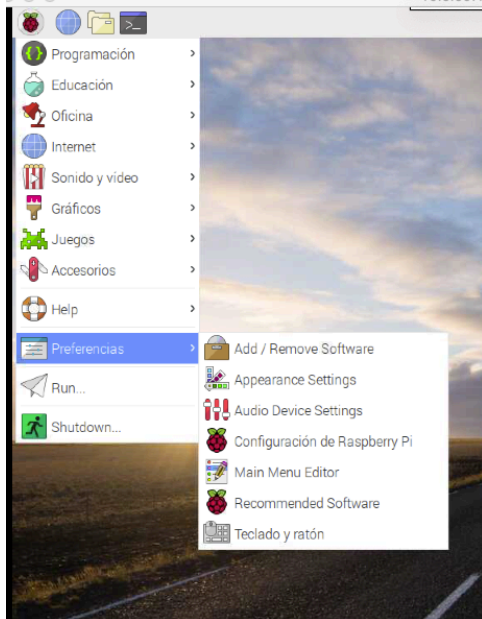 Programación
Educación
Oficina
Internet
Sonido y video
Gráficos
Juegos
Accesorios
Help
Preferencias
Run...
Shutdown...
Add / Remove Software
Appearance Settings
Audio Device Settings
Configuración de Raspberry Pi
Main Menu Editor
Recommended Software
Teclado y ratón